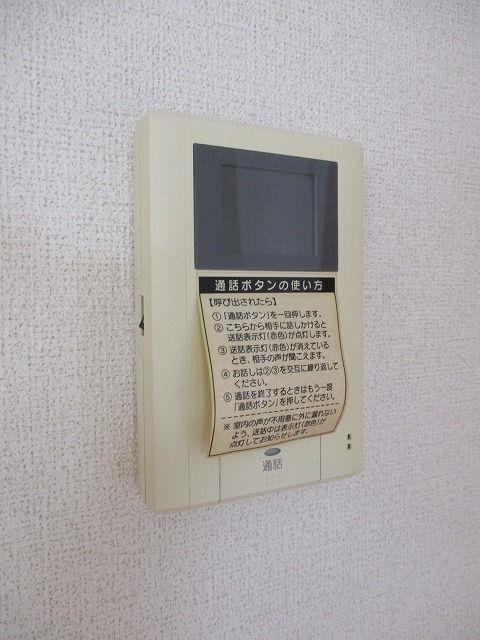 通話ボタンの使い方
【呼び出されたら】
①「通話ボタン」を一回押します。
②こちらから相手に話しかけると
送話表示灯(赤色)が点灯します。
③送話表示灯(赤色)が消えている
とき、相手の声が聞こえます。
④お話しは②③を交互に繰り返して
ください。
⑤通話を終了するときはもう一度
「通話ボタン」を押してください。
※室内の声が不用意に外に漏れない
よう、送話中は表示灯(赤色)が
点灯してお知らせします。
通話